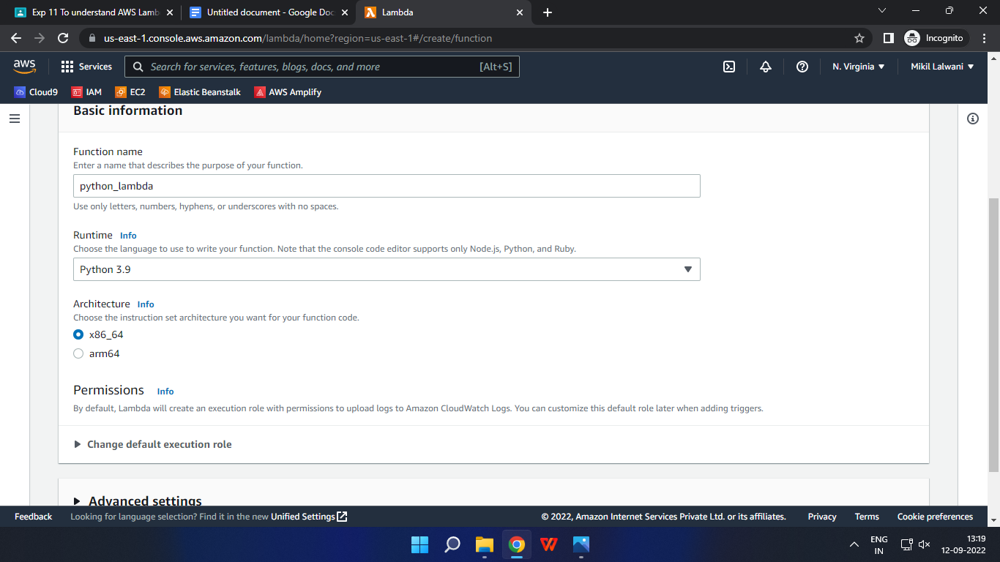 Exp 11 To understand AWS Lamb
Untitled document - Google Doc
Lambda
us-east-1.console.aws.amazon.com/lambda/home?region=us-east-1#/create/function
Incognito
aws
Services
Search for services, features, blogs, docs, and more
[Alt+S]
N. Virginia
Mikil Lalwani
Cloud9
IAM
EC2
Elastic Beanstalk
AWS Amplify
Basic information
Function name
Enter a name that describes the purpose of your function.
python_lambda
Use only letters, numbers, hyphens, or underscores with no spaces.
Runtime Info
Choose the language to use to write your function. Note that the console code editor supports only Node.js, Python, and Ruby.
Python 3.9
Architecture Info
Choose the instruction set architecture you want for your function code.
x86_64
arm64
Permissions Info
By default, Lambda will create an execution role with permissions to upload logs to Amazon CloudWatch Logs. You can customize this default role later when adding triggers.
Change default execution role
Advanced settings
Feedback
Looking for language selection? Find it in the new Unified Settings
© 2022, Amazon Internet Services Private Ltd. or its affiliates.
Privacy
Terms
Cookie preferences
ENG
IN
13:19
12-09-2022